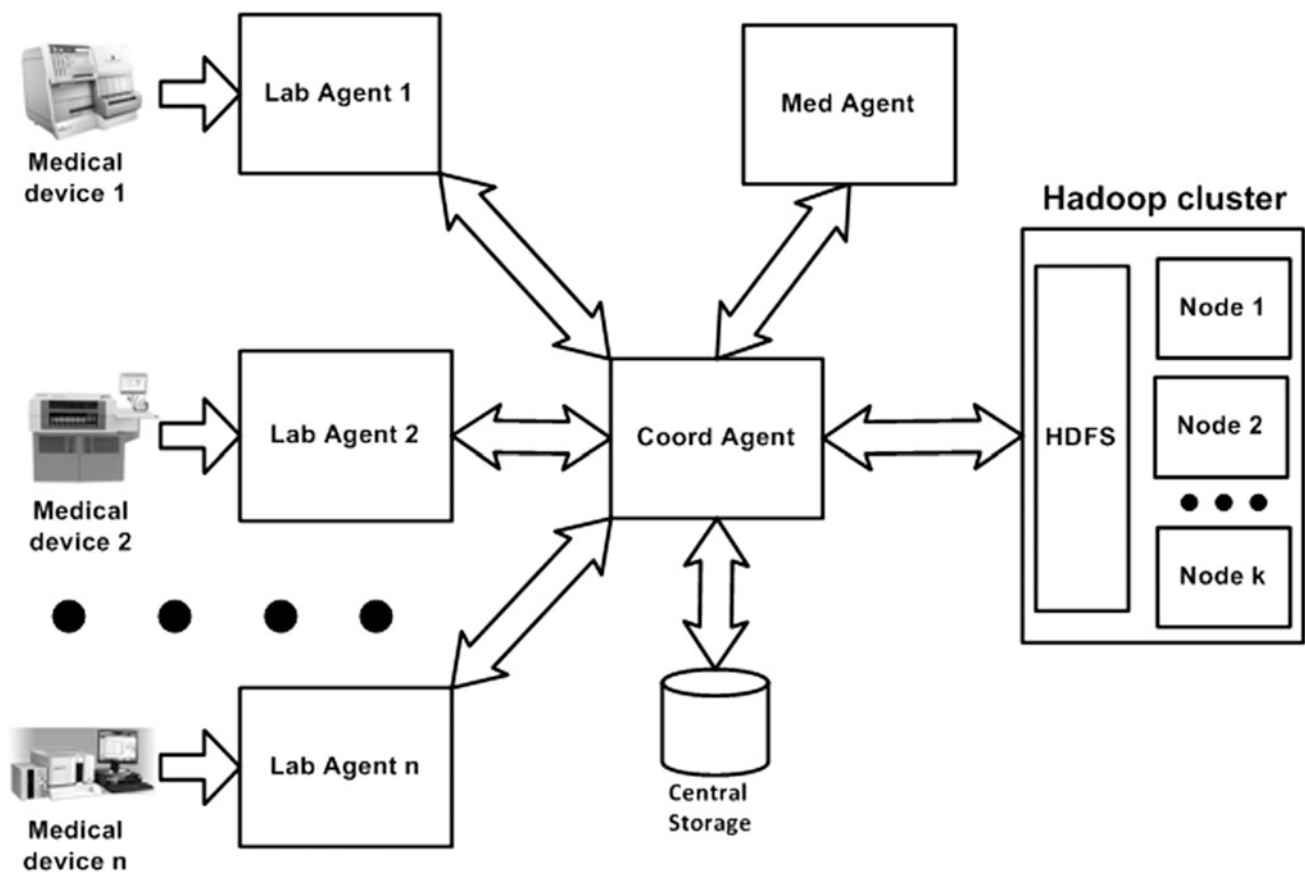 Lab Agent 1
Medical
device 1
Med Agent
Hadoop cluster
Node 1
Lab Agent 2
Coord Agent
HDFS
Node 2
Medical
device 2
Node k
Lab Agent n
Central
Storage
Medical
device n